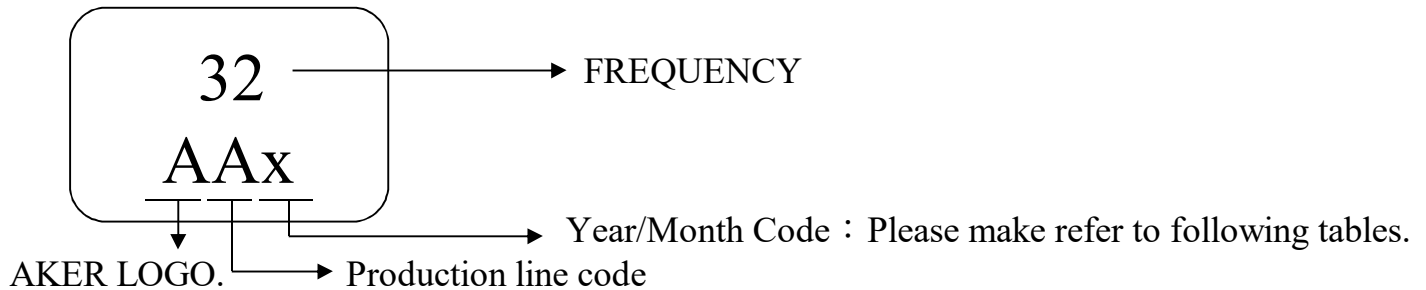 32
FREQUENCY
AAx
Year/Month Code：Please make refer to following tables.
AKER LOGO.
Production line code